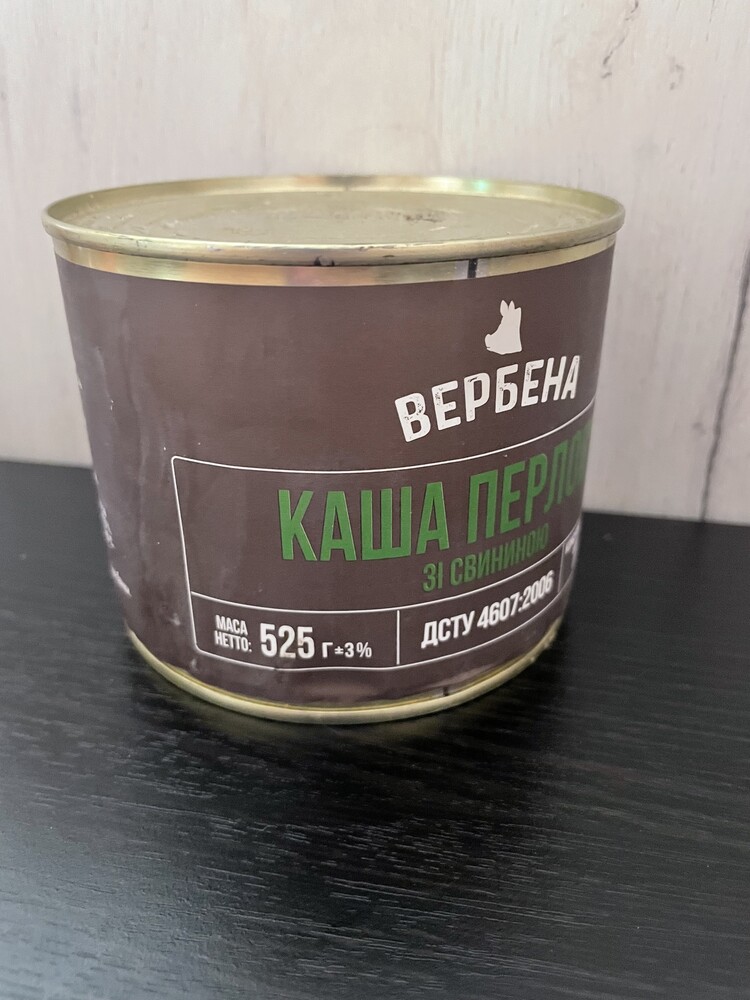 ВЕРБЕНА
КАША ПЕРЛО
ЗІ СВИНИНОЮ
МАСА
НЕТТО: 525 Г±3%
ДСТУ 4607:2006